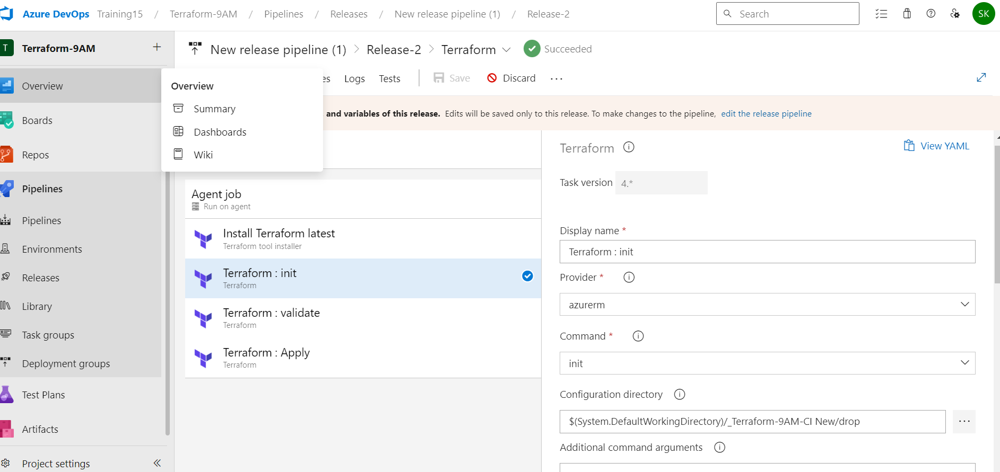 Azure DevOps Training15 / Terraform-9AM / Pipelines / Releases / New release pipeline (1) / Release-2
Search
SK
T Terraform-9AM
Overview
Boards
Repos
Pipelines
Pipelines
Environments
Releases
Library
Task groups
Deployment groups
Test Plans
Artifacts
Project settings
Overview
Summary
Dashboards
Wiki
New release pipeline (1) > Release-2 > Terraform Succeeded
es Logs Tests Save Discard ...
and variables of this release. Edits will be saved only to this release. To make changes to the pipeline, edit the release pipeline
Agent job
Run on agent
Install Terraform latest
Terraform tool installer
Terraform : init
Terraform
Terraform : validate
Terraform
Terraform : Apply
Terraform
Terraform
View YAML
Task version 4.*
Display name *
Terraform : init
Provider *
azurerm
Command *
init
Configuration directory
$(System.DefaultWorkingDirectory)/_Terraform-9AM-CI New/drop
...
Additional command arguments